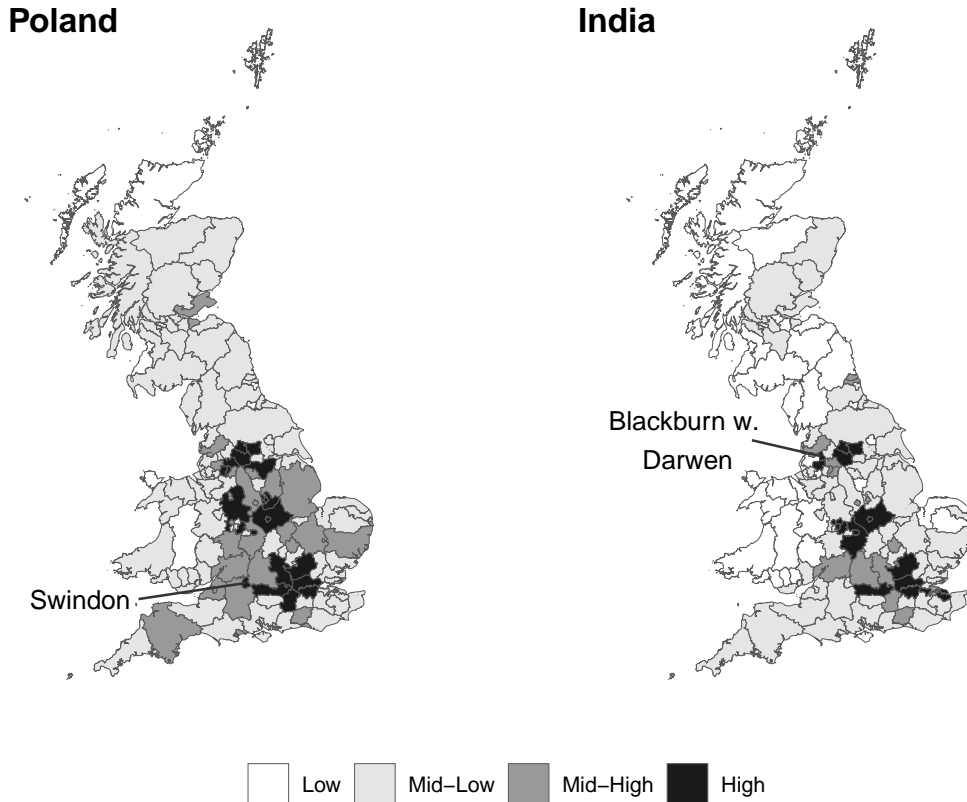 Poland
India
Blackburn w.
Darwen
Swindon
Low
Mid−Low
Mid−High
High